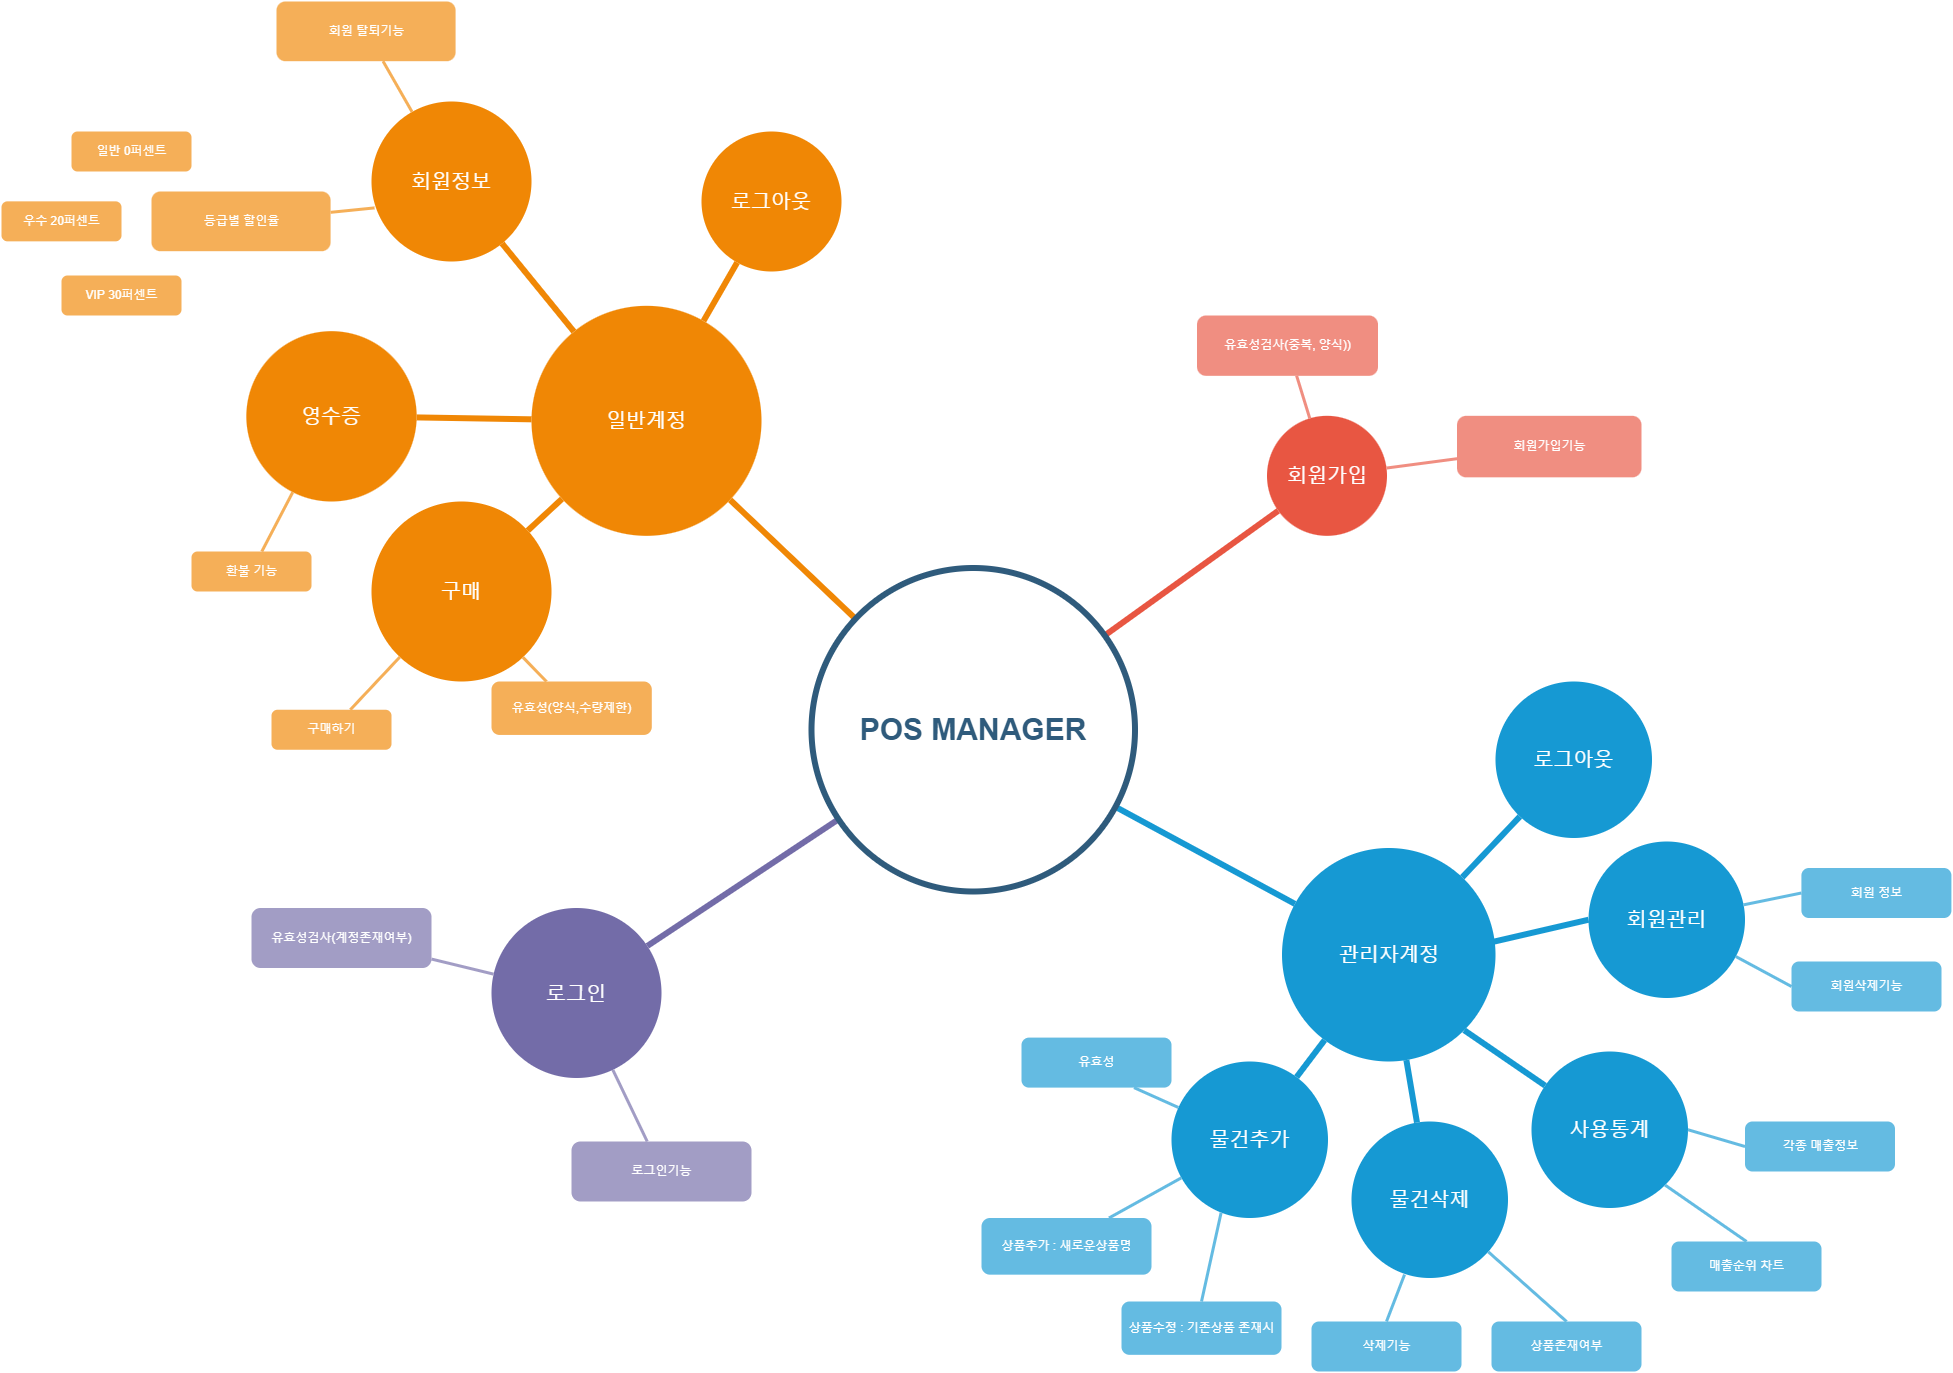 회원 탈퇴기능
일반 0퍼센트
회원정보
로그아웃
우수 20퍼센트
등급별 할인율
VIP 30퍼센트
유효성검사(중복, 양식))
영수증
일반계정
회원가입기능
회원가입
환불 기능
구매
유효성(양식,수량제한)
구매하기
POS MANAGER
로그아웃
회원 정보
회원관리
유효성검사(계정존재여부)
관리자계정
로그인
회원삭제기능
유효성
사용통계
물건추가
각종 매출정보
로그인기능
물건삭제
상품추가 : 새로운상품명
매출순위 차트
상품수정 : 기존상품 존재시
삭제기능
상품존재여부